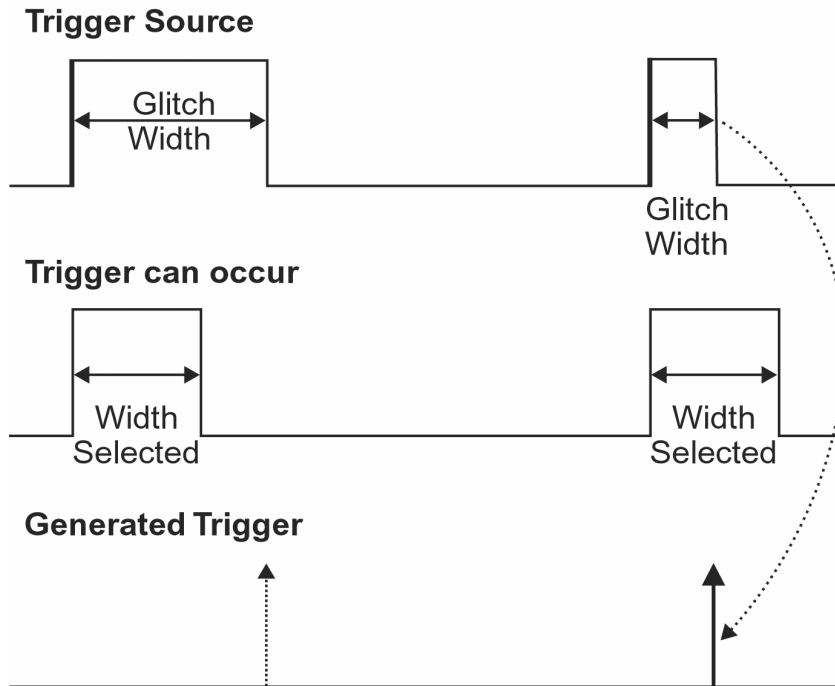 Trigger Source
Glitch
Width
Glitch
Width
Trigger can occur
Width
Selected
Width
Selected
Generated Trigger